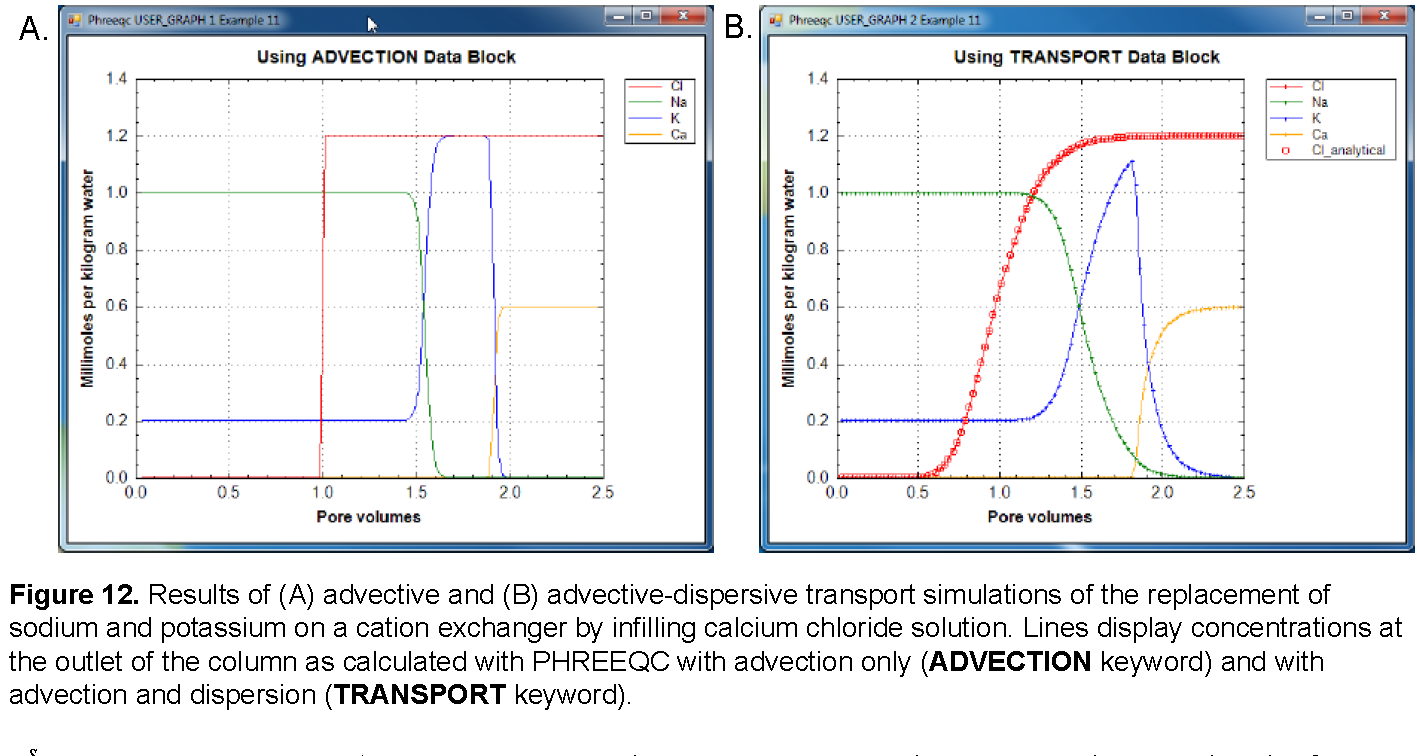 A.
Phreeqc USER_GRAPH 1 Example 11
Using ADVECTION Data Block
Millimoles per kilogram water
1.4
1.2
1.0
0.8
0.6
0.4
0.2
0.0
0.0 0.5 1.0 1.5 2.0 2.5
Pore volumes
Cl
Na
K
Ca
B.
Phreeqc USER_GRAPH 2 Example 11
Using TRANSPORT Data Block
Millimoles per kilogram water
1.4
1.2
1.0
0.8
0.6
0.4
0.2
0.0
0.0 0.5 1.0 1.5 2.0 2.5
Pore volumes
Cl
Na
K
Ca
Cl_analytical
Figure 12. Results of (A) advective and (B) advective-dispersive transport simulations of the replacement of
sodium and potassium on a cation exchanger by infilling calcium chloride solution. Lines display concentrations at
the outlet of the column as calculated with PHREEQC with advection only (ADVECTION keyword) and with
advection and dispersion (TRANSPORT keyword).